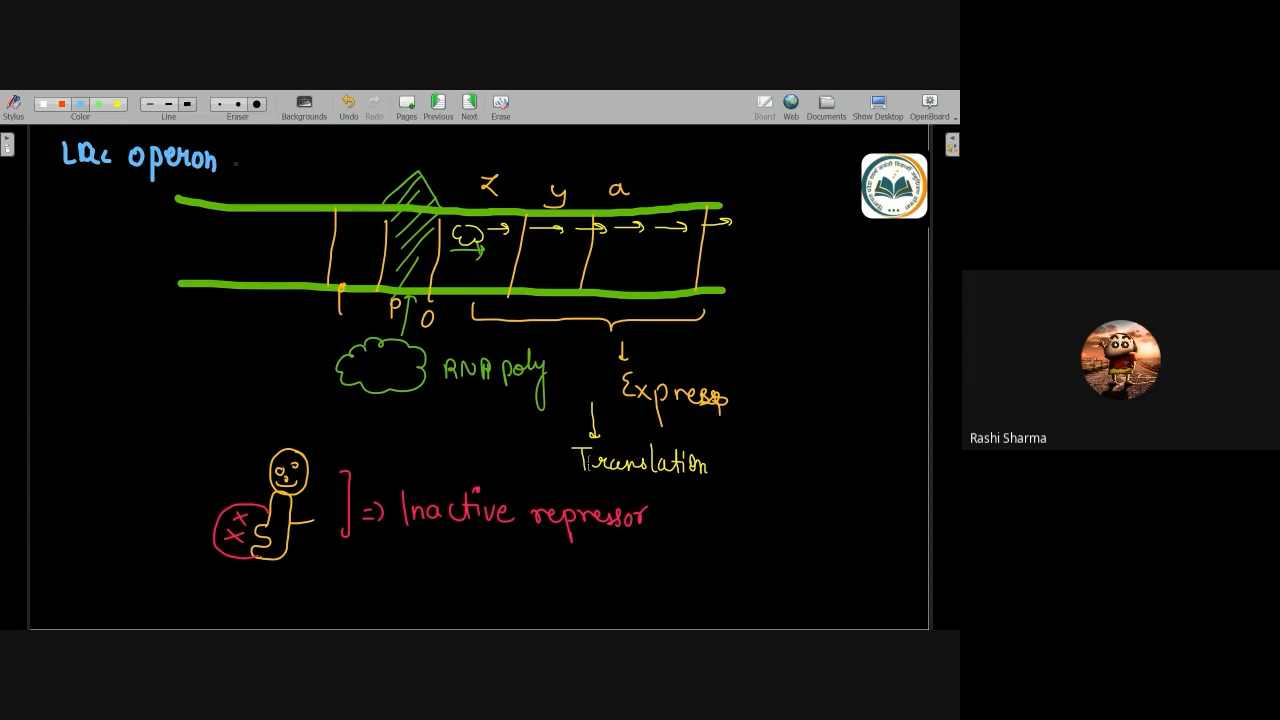 Stylus
Color
Line
Eraser
Backgrounds
Undo
Redo
Pages
Previous
Next
Erase
Board
Web
Documents
Show Desktop
OpenBoard
Lac operon
z y a
P O
RNA poly
Translation
=> Inactive repressor
Rashi Sharma